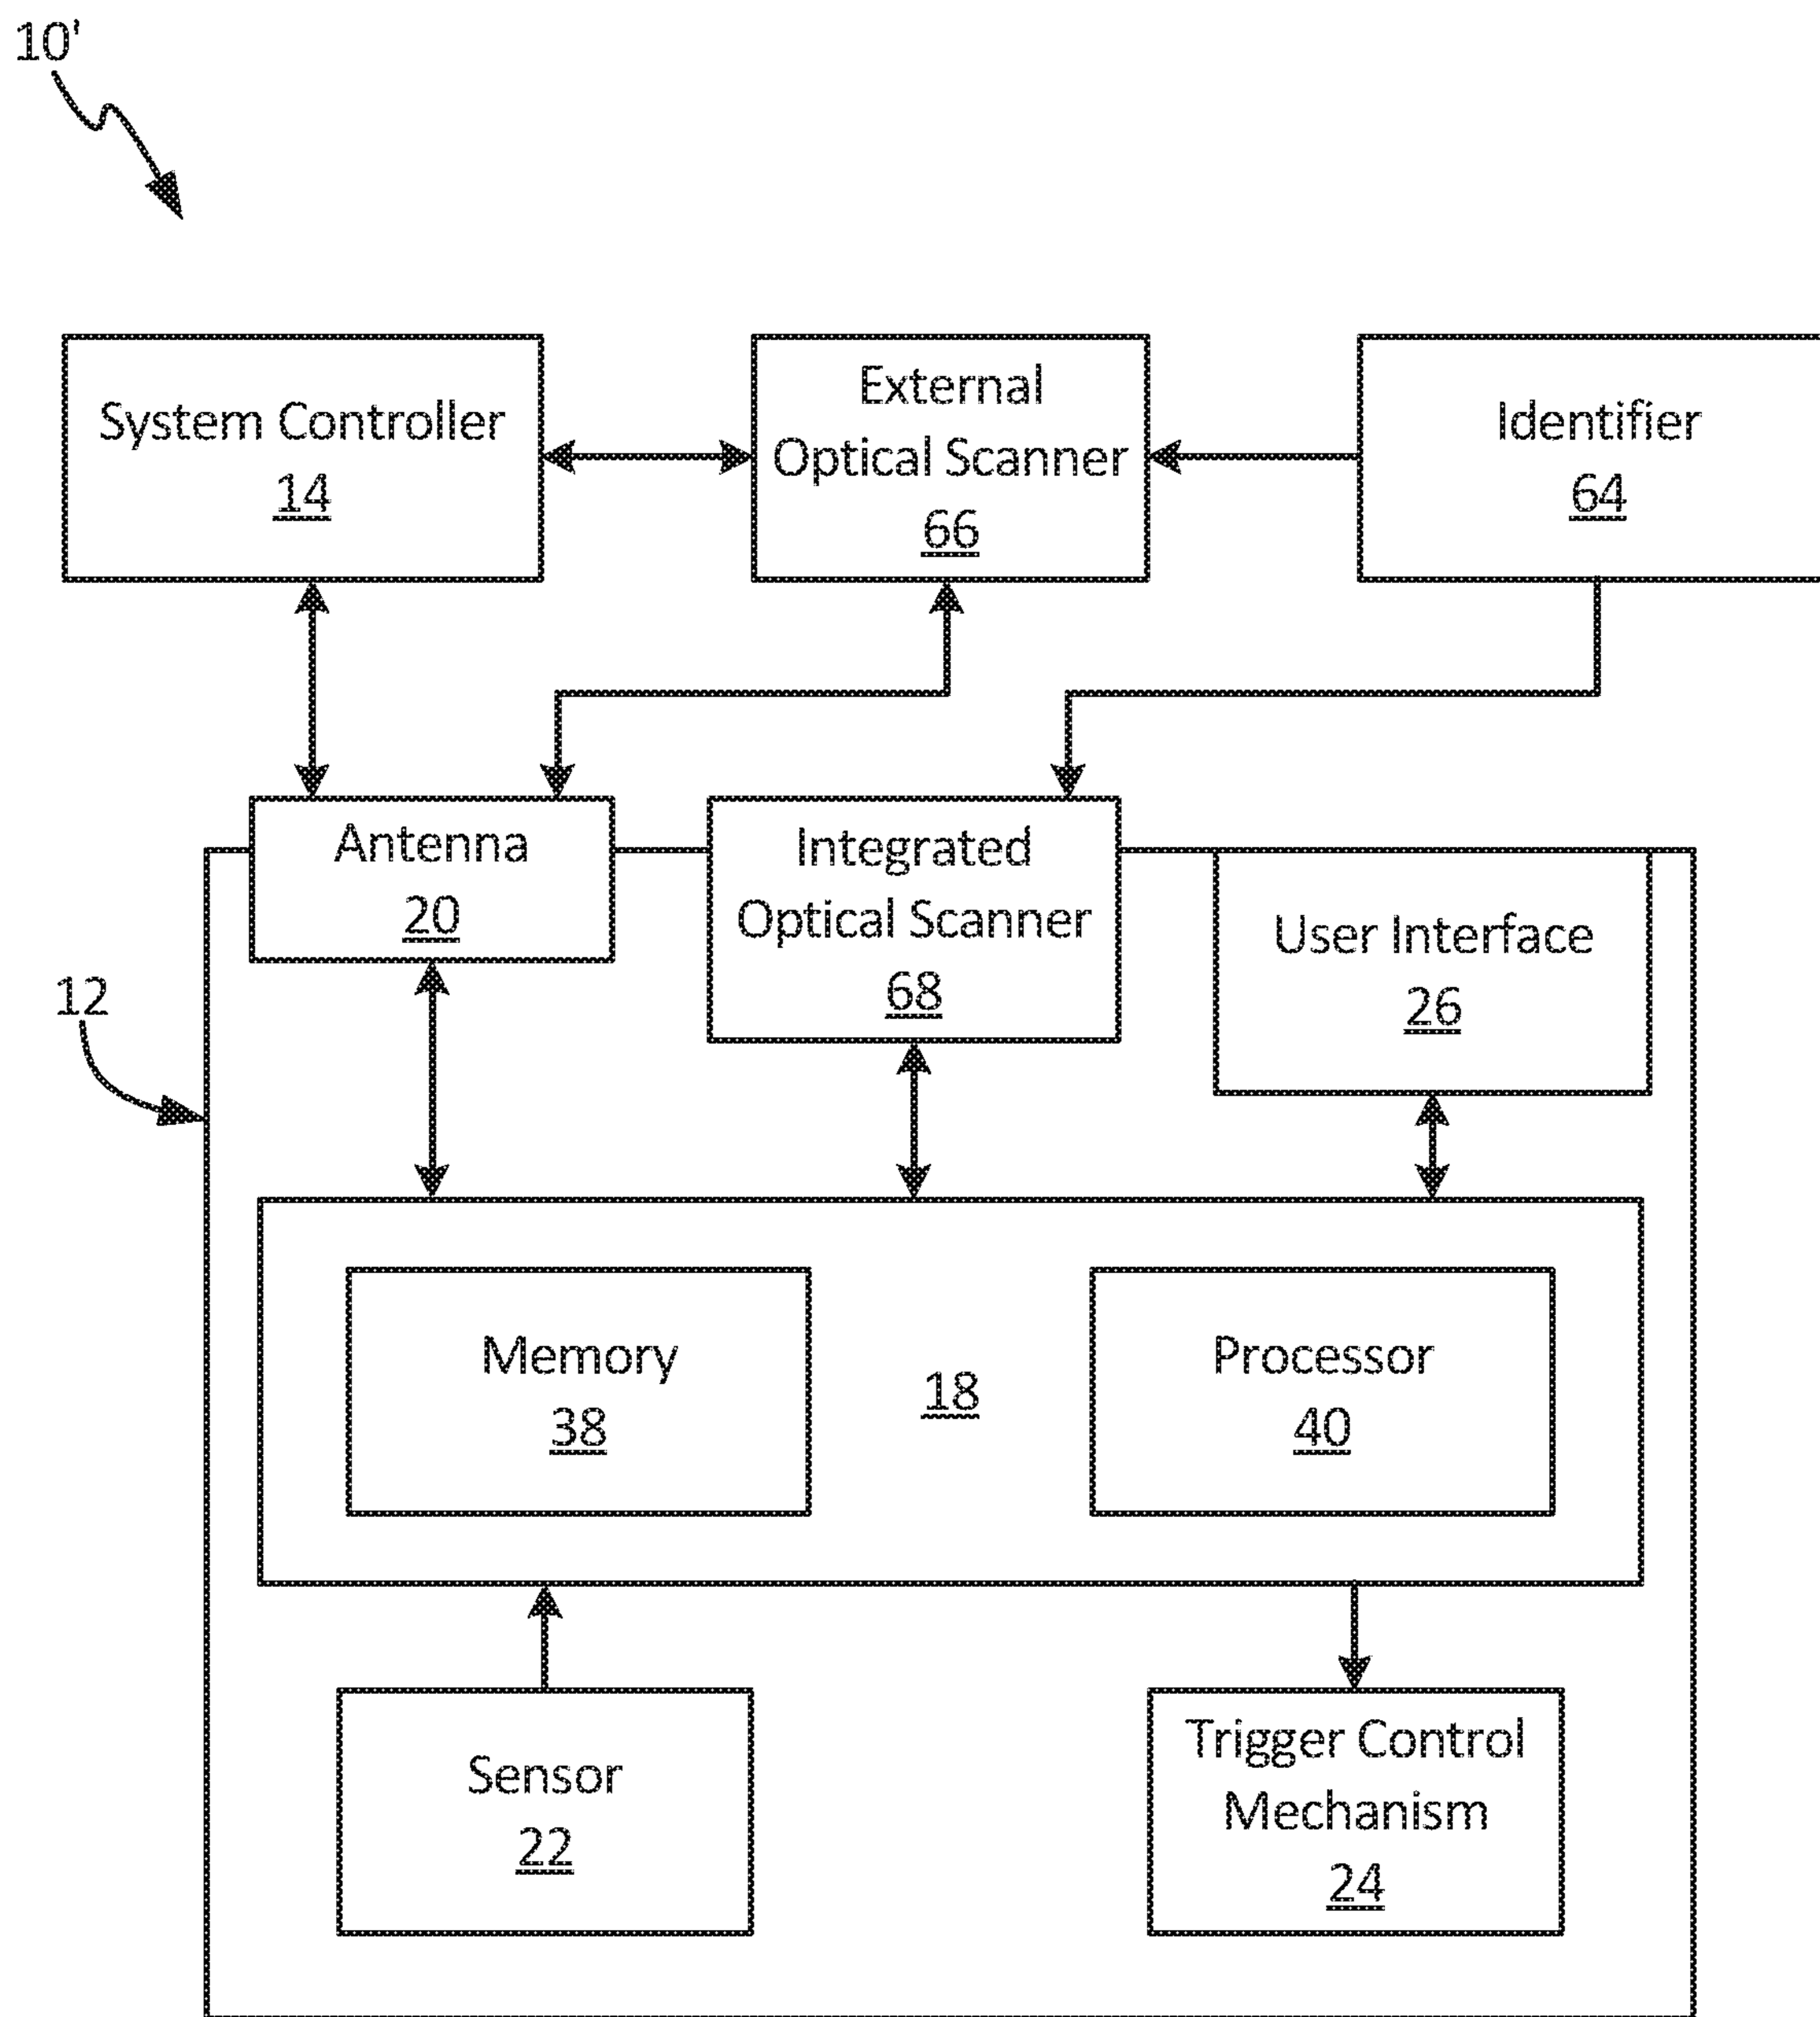 10'
System Controller
14
External
Optical Scanner
66
Identifier
64
Antenna
20
Integrated
Optical Scanner
68
User Interface
26
12
Memory
38
18
Processor
40
Sensor
22
Trigger Control
Mechanism
24